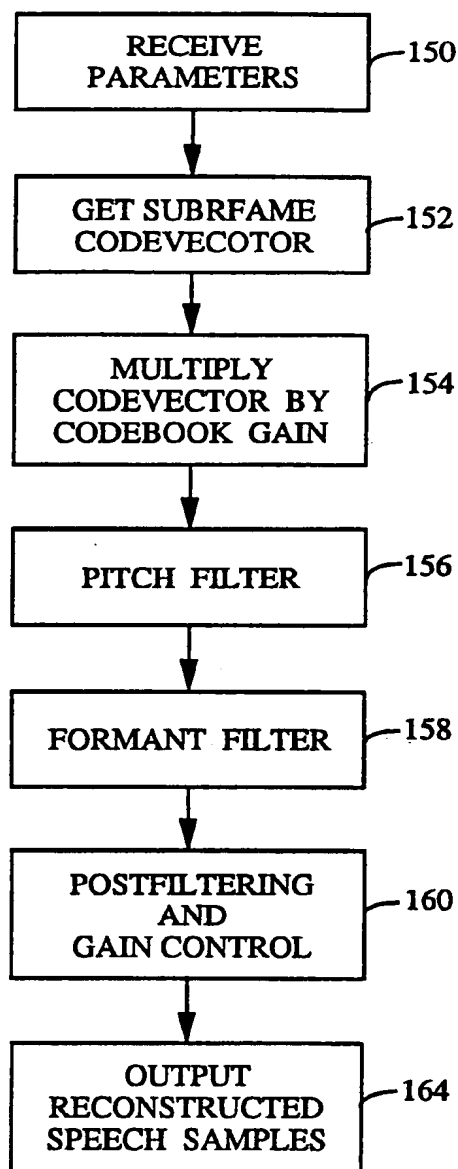 RECEIVE
PARAMETERS
150
GET SUBRFAME
CODEVECOTOR
152
MULTIPLY
CODEVECTOR BY
CODEBOOK GAIN
154
PITCH FILTER
156
FORMANT FILTER
158
POSTFILTERING
AND
GAIN CONTROL
160
OUTPUT
RECONSTRUCTED
SPEECH SAMPLES
164